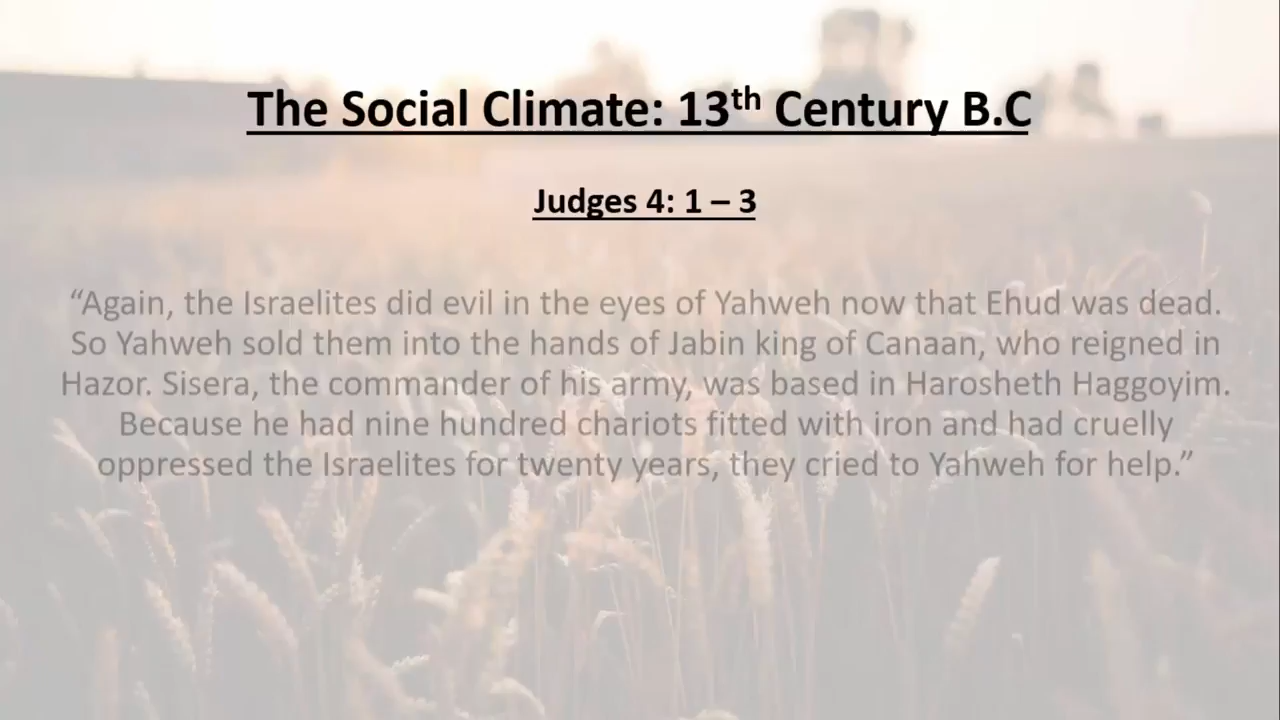 The Social Climate: 13th Century B.C
Judges 4: 1 – 3
“Again, the Israelites did evil in the eyes of Yahweh now that Ehud was dead.
So Yahweh sold them into the hands of Jabin king of Canaan, who reigned in
Hazor. Sisera, the commander of his army, was based in Harosheth Haggoyim.
Because he had nine hundred chariots fitted with iron and had cruelly
oppressed the Israelites for twenty years, they cried to Yahweh for help.”